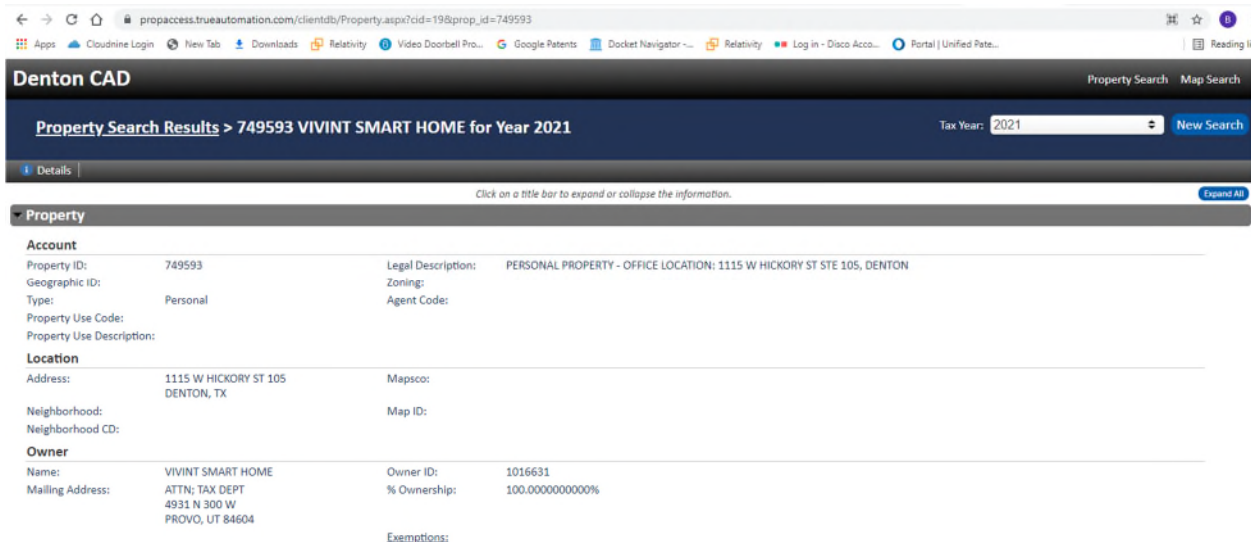 propaccess.trueautomation.com/clientdb/Property.aspx?cid=19&prop_id=749593
Apps Cloudnine Login New Tab Downloads Relativity Video Doorbell Pro... Google Patents Docket Navigator -... Relativity Log in - Disco Acco... Portal | Unified Pate... Reading li
Denton CAD Property Search Map Search
Property Search Results > 749593 VIVINT SMART HOME for Year 2021 Tax Year: 2021 New Search
Details
Click on a title bar to expand or collapse the information. Expand All
Property
Account
Property ID: 749593 Legal Description: PERSONAL PROPERTY - OFFICE LOCATION: 1115 W HICKORY ST STE 105, DENTON
Geographic ID: Zoning:
Type: Personal Agent Code:
Property Use Code:
Property Use Description:
Location
Address: 1115 W HICKORY ST 105 Mapsco:
DENTON, TX
Neighborhood: Map ID:
Neighborhood CD:
Owner
Name: VIVINT SMART HOME Owner ID: 1016631
Mailing Address: ATTN; TAX DEPT % Ownership: 100.0000000000%
4931 N 300 W
PROVO, UT 84604
Exemptions: